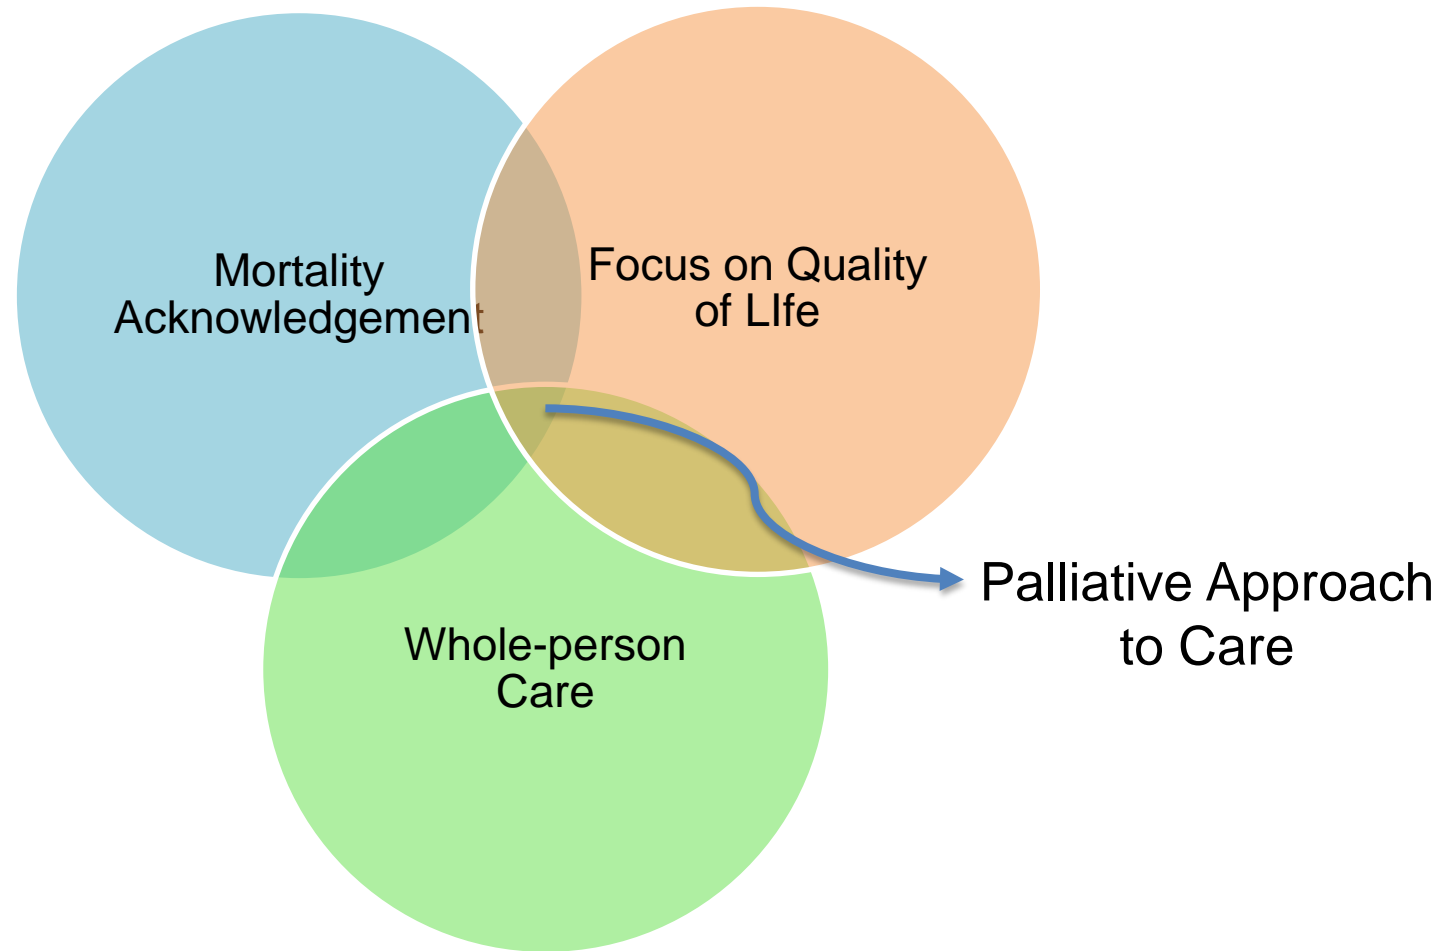 Mortality
Acknowledgement
Focus on Quality
of LIfe
Whole-person
Care
Palliative Approach
to Care